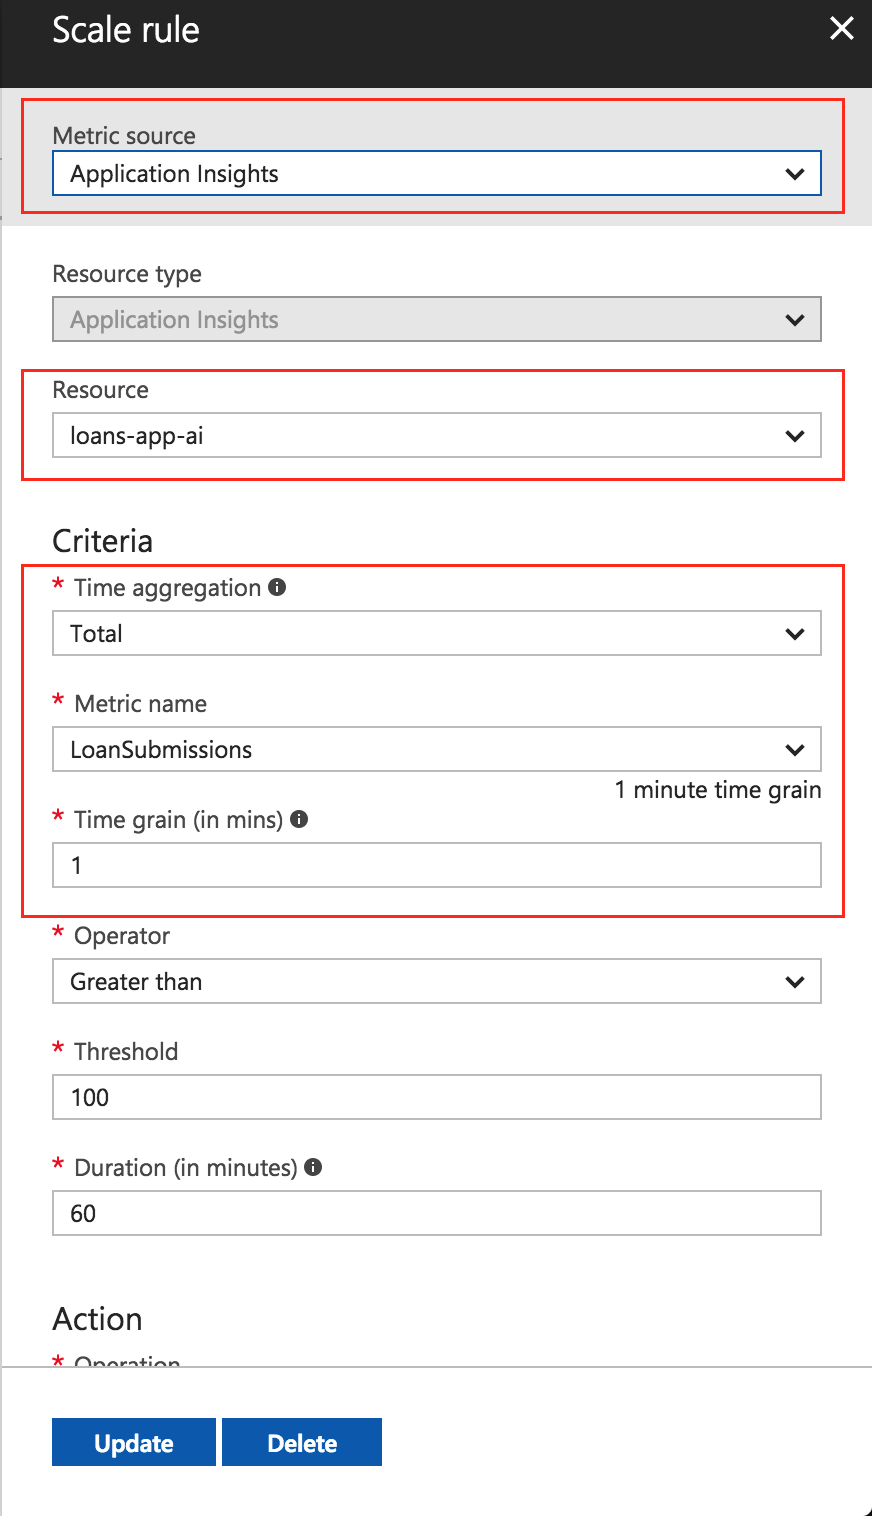 Scale rule
Metric source
Application Insights
Resource type
Application Insights
Resource
loans-app-ai
Criteria
* Time aggregation
Total
* Metric name
LoanSubmissions
1 minute time grain
* Time grain (in mins)
1
* Operator
Greater than
* Threshold
100
* Duration (in minutes)
60
Action
* Operation
Update Delete